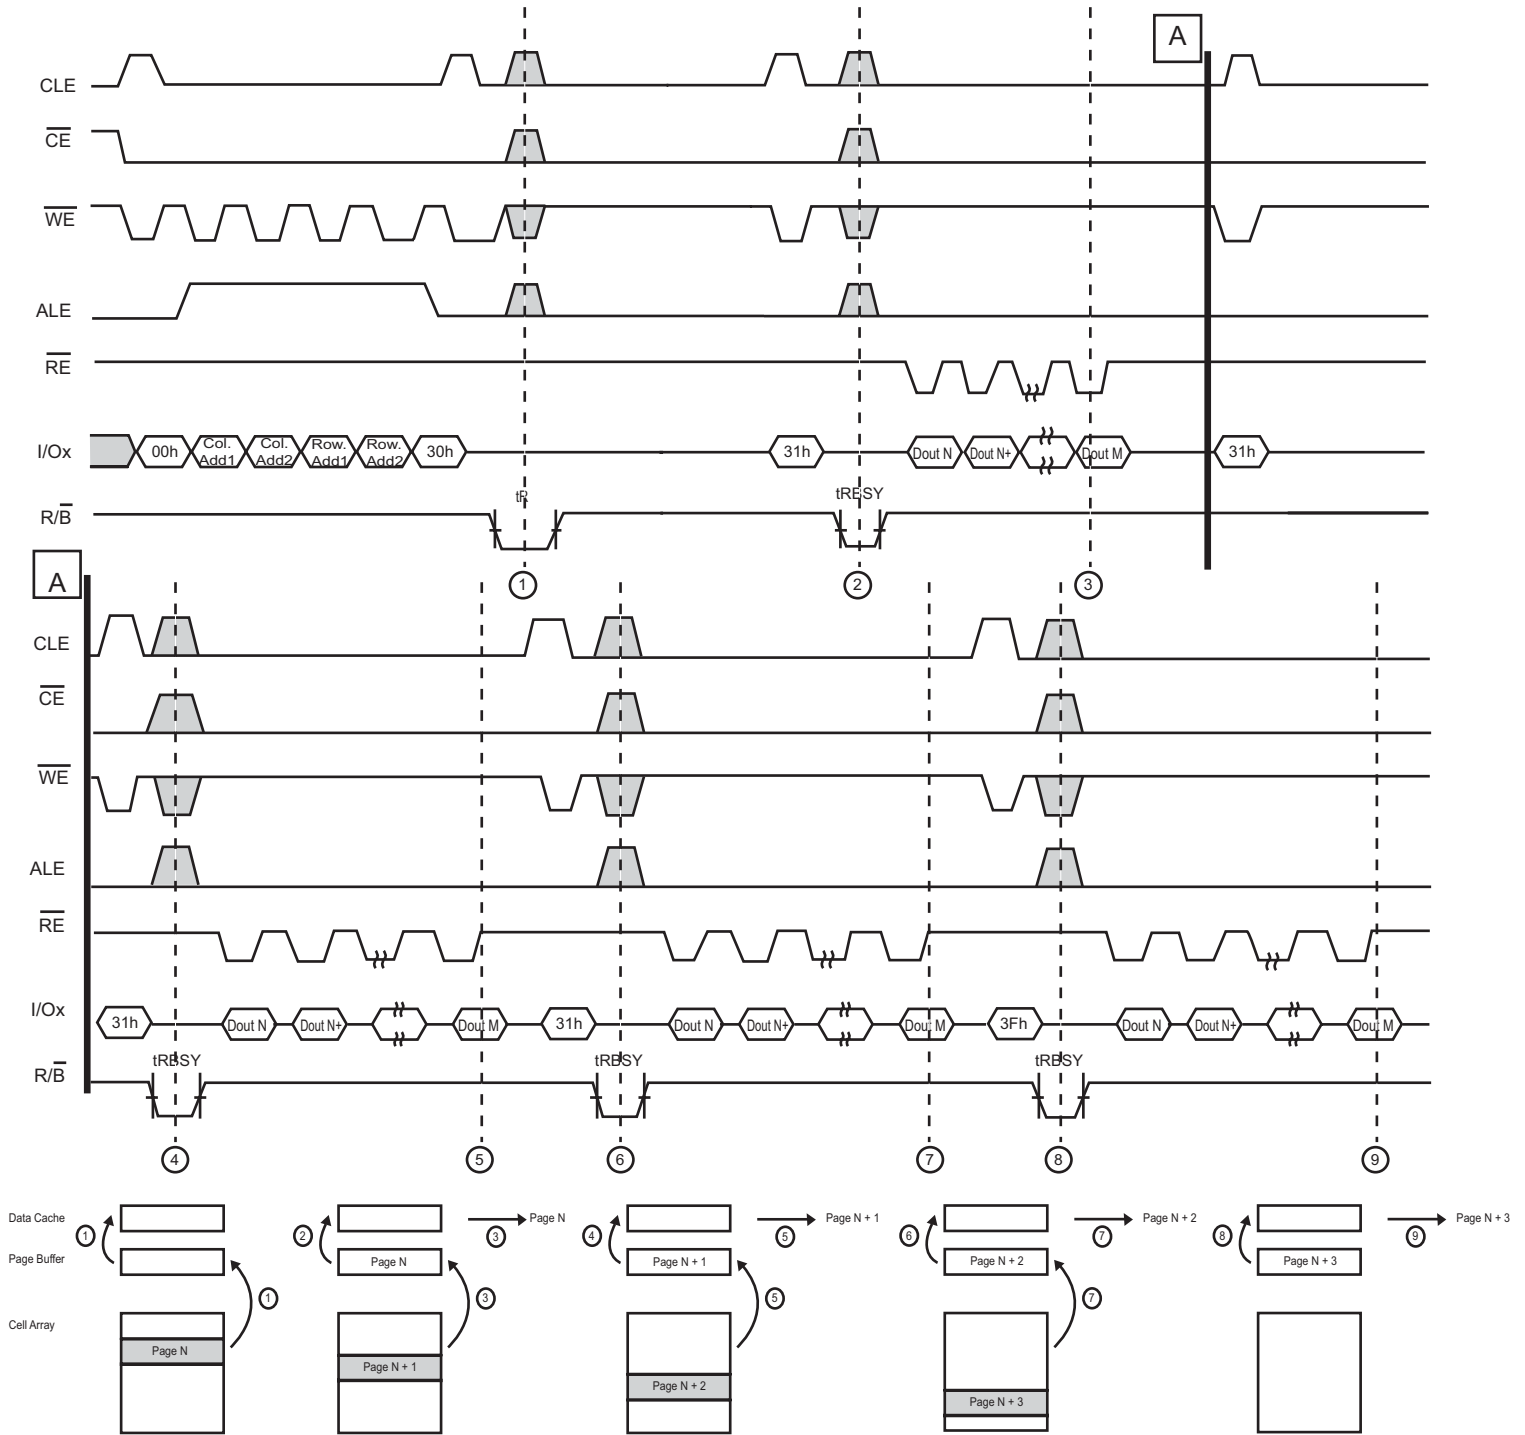 A
CLE
CE
WE
ALE
RE
I/Ox 00h Col. Add1 Col. Add2 Row. Add1 Row. Add2 30h 31h Dout N Dout N+ Dout M 31h
tR tRBSY
R/B
1 2 3
A
CLE
CE
WE
ALE
RE
I/Ox 31h Dout N Dout N+ Dout M 31h Dout N Dout N+ Dout M 3Fh Dout N Dout N+ Dout M
tRBSY tRBSY tRBSY
R/B
4 5 6 7 8 9
Data Cache 1 2 3 Page N 4 5 Page N + 1 6 7 Page N + 2 8 9 Page N + 3
Page Buffer Page N Page N + 1 Page N + 2 Page N + 3
1 3 5 7
Cell Array
Page N Page N + 1 Page N + 2 Page N + 3